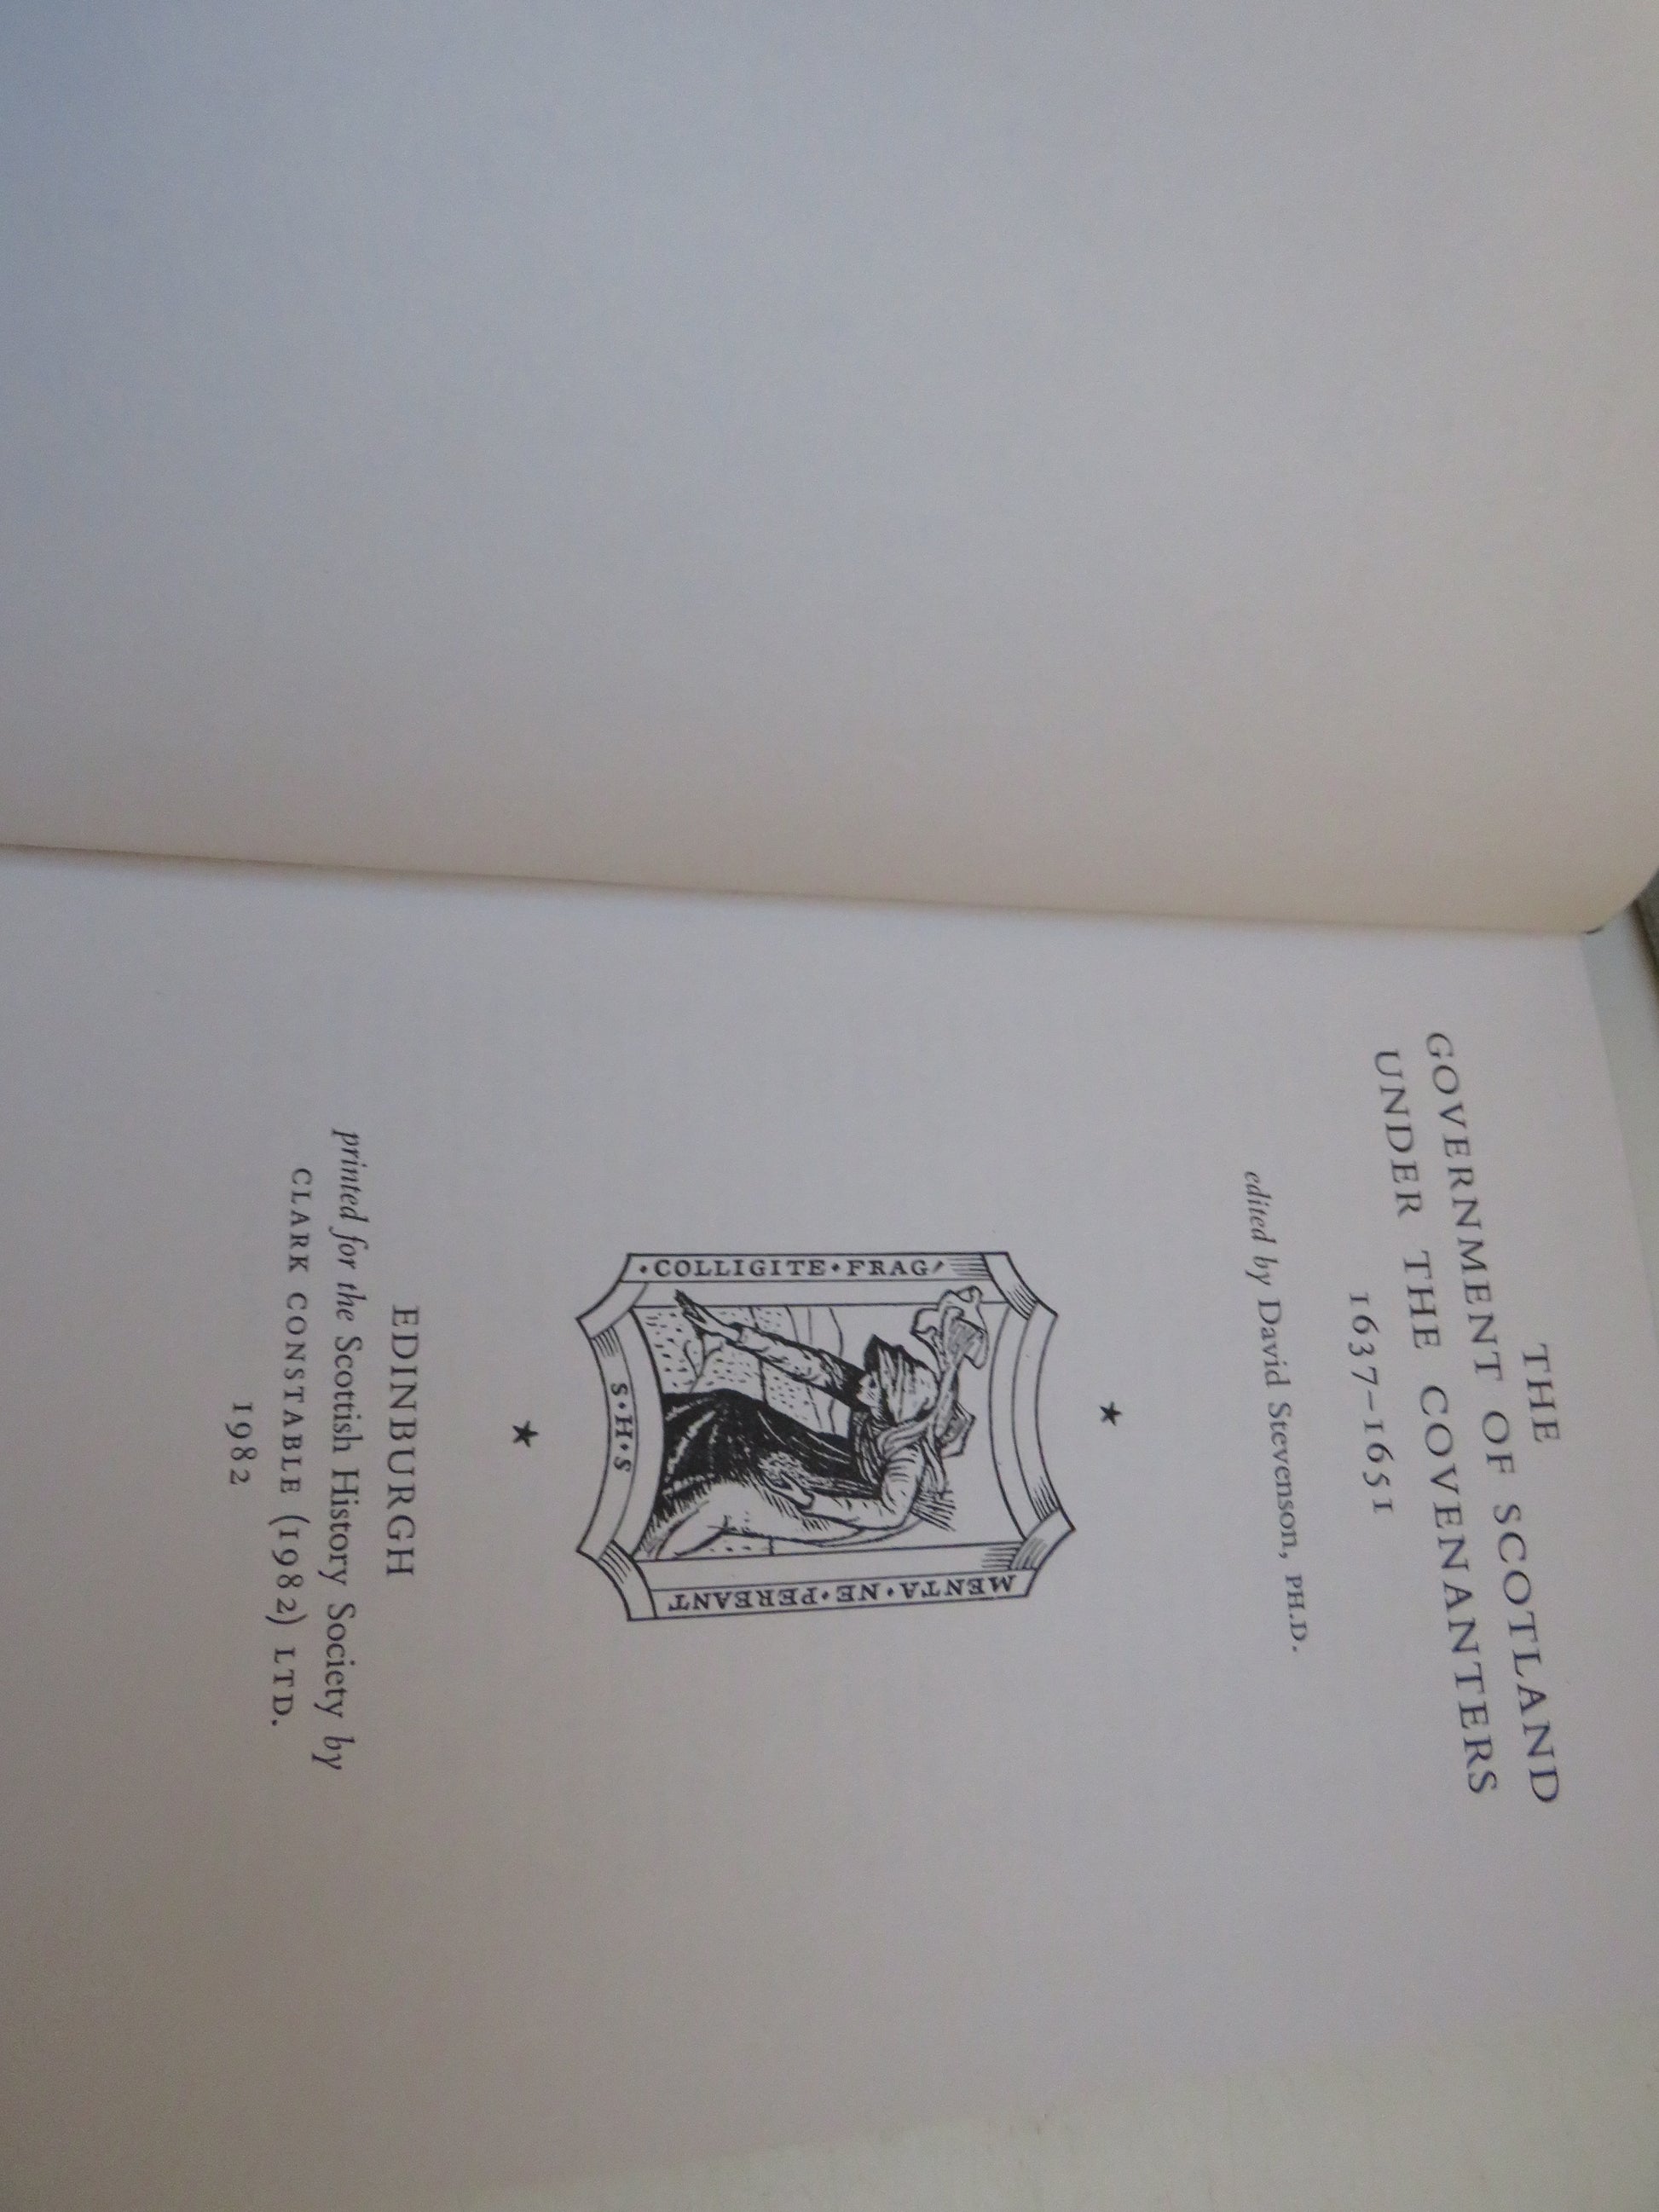 THE
GOVERNMENT OF SCOTLAND
UNDER THE COVENANTERS
1637–1651
edited by David Stevenson, PH.D.
·COLLIGITE·FRAG
MENTA·NE·PEREANT
S·H·S
EDINBURGH
printed for the Scottish History Society by
CLARK CONSTABLE (1982) LTD.
1982